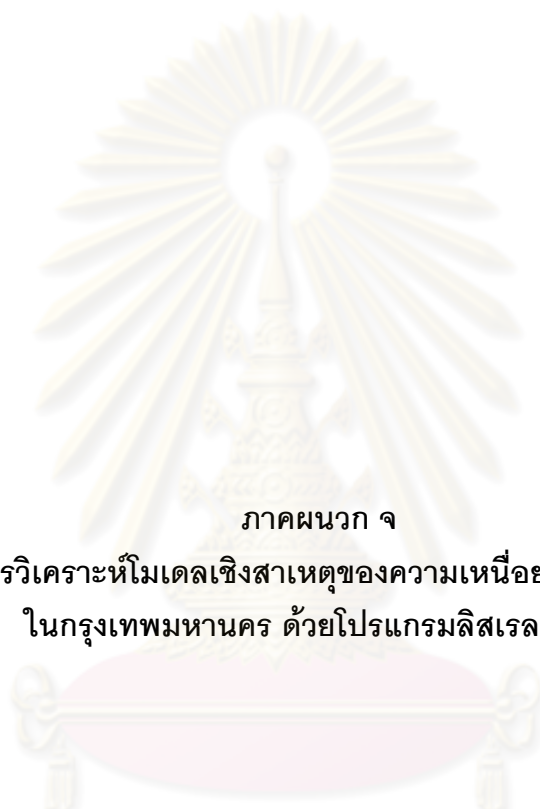 ภาคผนวก จ
รวิเคราะห์โมเดลเชิงสาเหตุของความเหนื่อย
ในกรุงเทพมหานคร ด้วยโปรแกรมลิสเรล